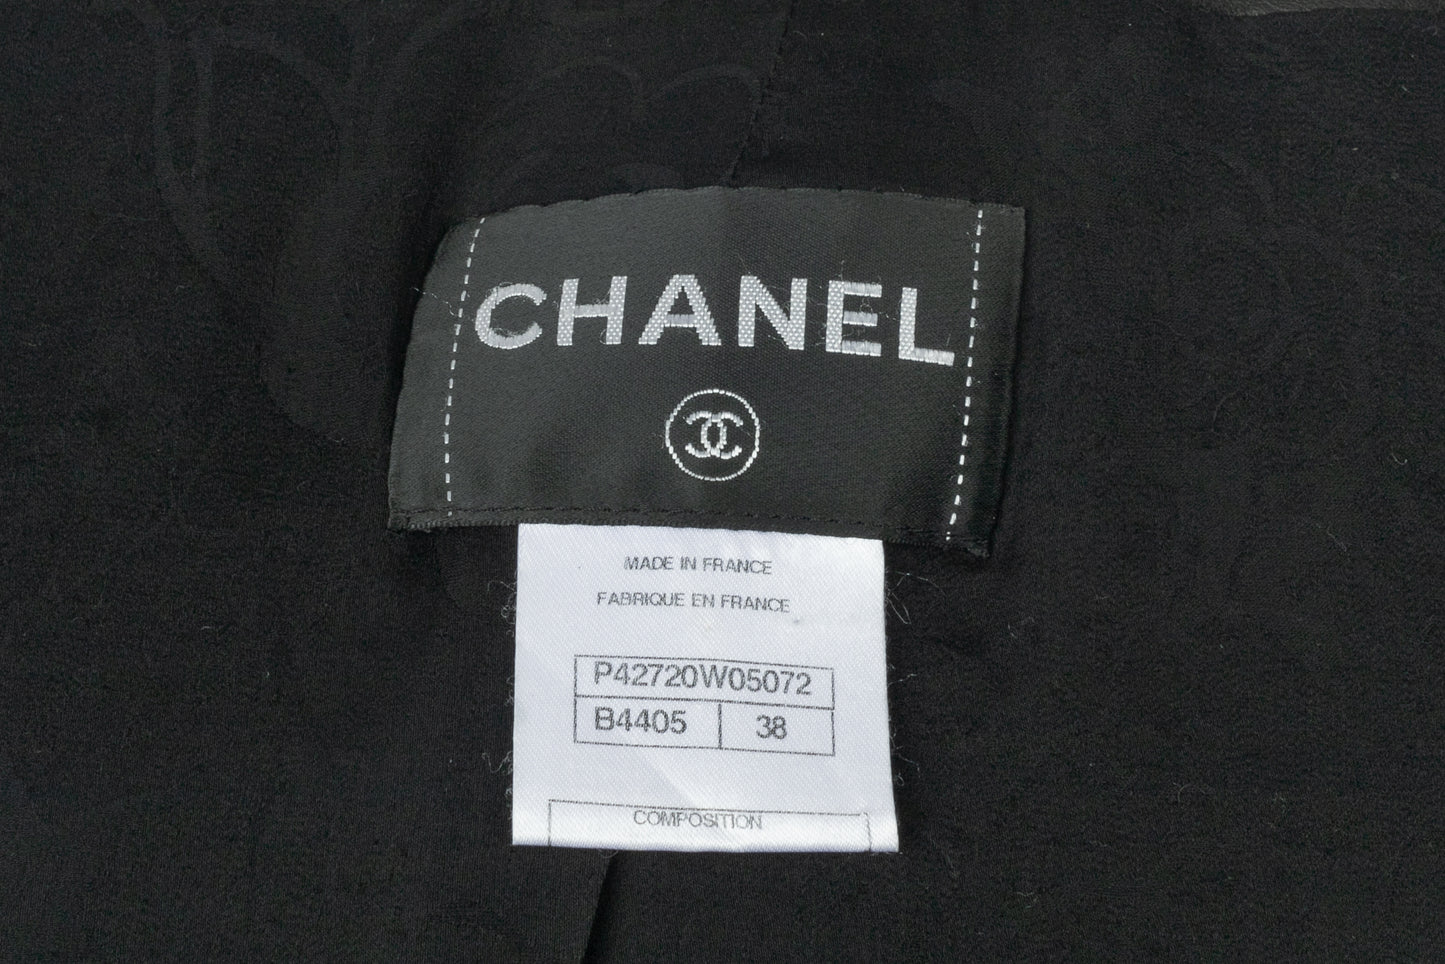 CHANEL
MADE IN FRANCE
FABRIQUE EN FRANCE
P42720W05072
B4405 38
COMPOSITION